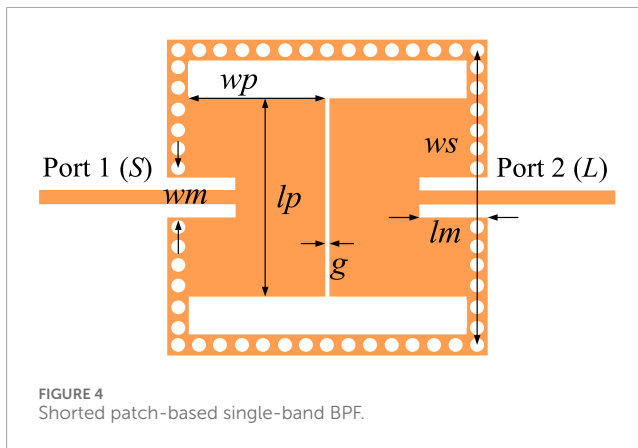 wp
ws
Port 1 (S)
Port 2 (L)
wm
lp
lm
g
FIGURE 4
Shorted patch-based single-band BPF.